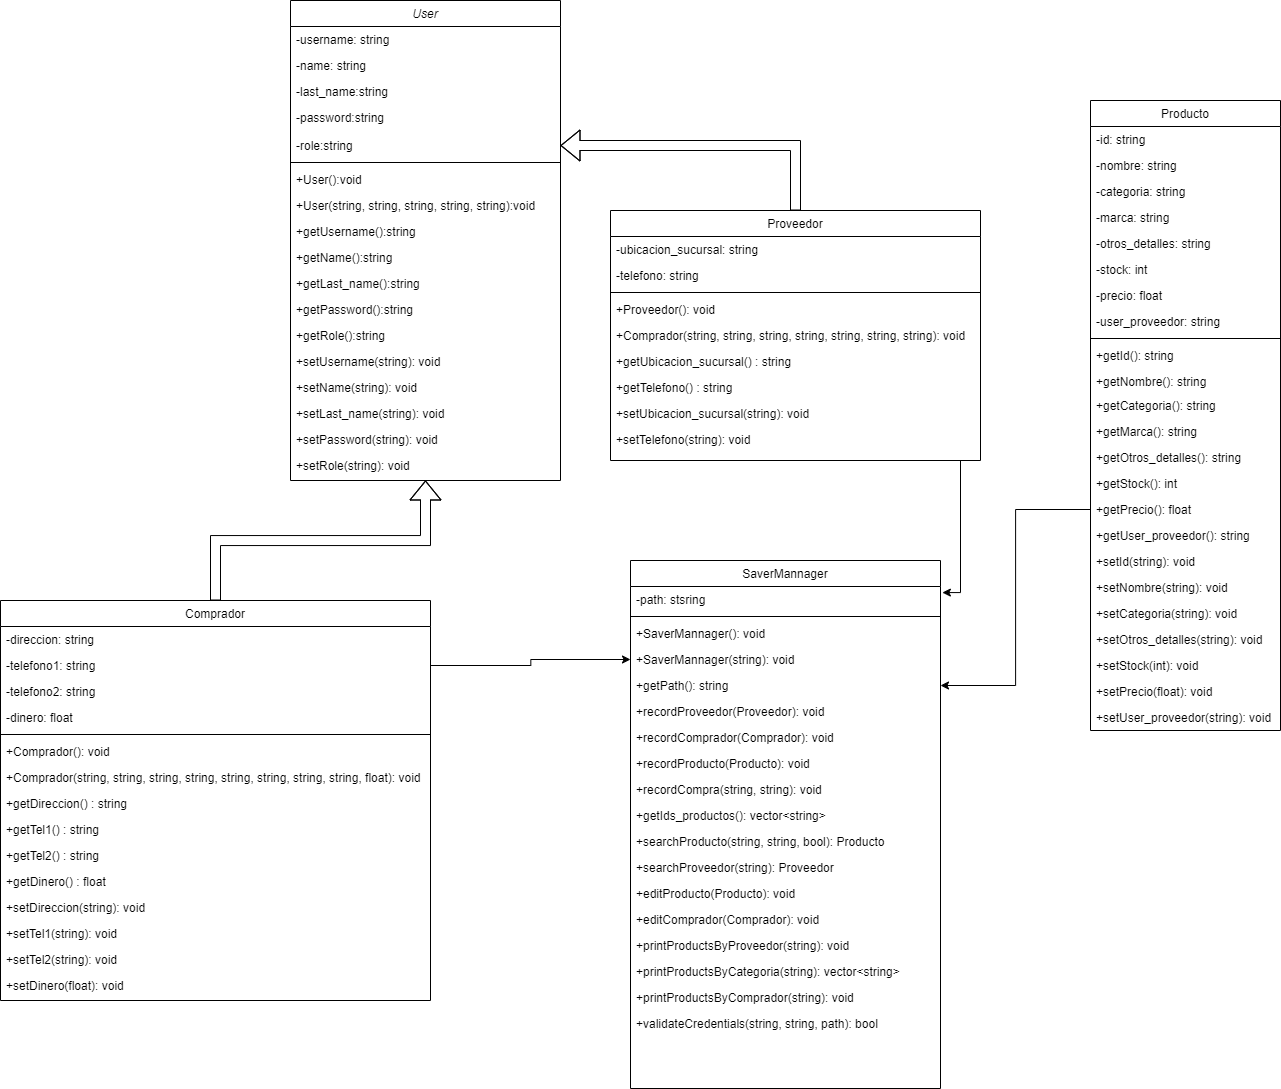 User
-username: string
-name: string
-last_name:string
-password:string
-role:string
+User():void
+User(string, string, string, string, string):void
+getUsername():string
+getName():string
+getLast_name():string
+getPassword():string
+getRole():string
+setUsername(string): void
+setName(string): void
+setLast_name(string): void
+setPassword(string): void
+setRole(string): void
Proveedor
-ubicacion_sucursal: string
-telefono: string
+Proveedor(): void
+Comprador(string, string, string, string, string, string, string): void
+getUbicacion_sucursal() : string
+getTelefono() : string
+setUbicacion_sucursal(string): void
+setTelefono(string): void
Producto
-id: string
-nombre: string
-categoria: string
-marca: string
-otros_detalles: string
-stock: int
-precio: float
-user_proveedor: string
+getId(): string
+getNombre(): string
+getCategoria(): string
+getMarca(): string
+getOtros_detalles(): string
+getStock(): int
+getPrecio(): float
+getUser_proveedor(): string
+setId(string): void
+setNombre(string): void
+setCategoria(string): void
+setOtros_detalles(string): void
+setStock(int): void
+setPrecio(float): void
+setUser_proveedor(string): void
Comprador
-direccion: string
-telefono1: string
-telefono2: string
-dinero: float
+Comprador(): void
+Comprador(string, string, string, string, string, string, string, string, float): void
+getDireccion() : string
+getTel1() : string
+getTel2() : string
+getDinero() : float
+setDireccion(string): void
+setTel1(string): void
+setTel2(string): void
+setDinero(float): void
SaverMannager
-path: stsring
+SaverMannager(): void
+SaverMannager(string): void
+getPath(): string
+recordProveedor(Proveedor): void
+recordComprador(Comprador): void
+recordProducto(Producto): void
+recordCompra(string, string): void
+getIds_productos(): vector<string>
+searchProducto(string, string, bool): Producto
+searchProveedor(string): Proveedor
+editProducto(Producto): void
+editComprador(Comprador): void
+printProductsByProveedor(string): void
+printProductsByCategoria(string): vector<string>
+printProductsByComprador(string): void
+validateCredentials(string, string, path): bool